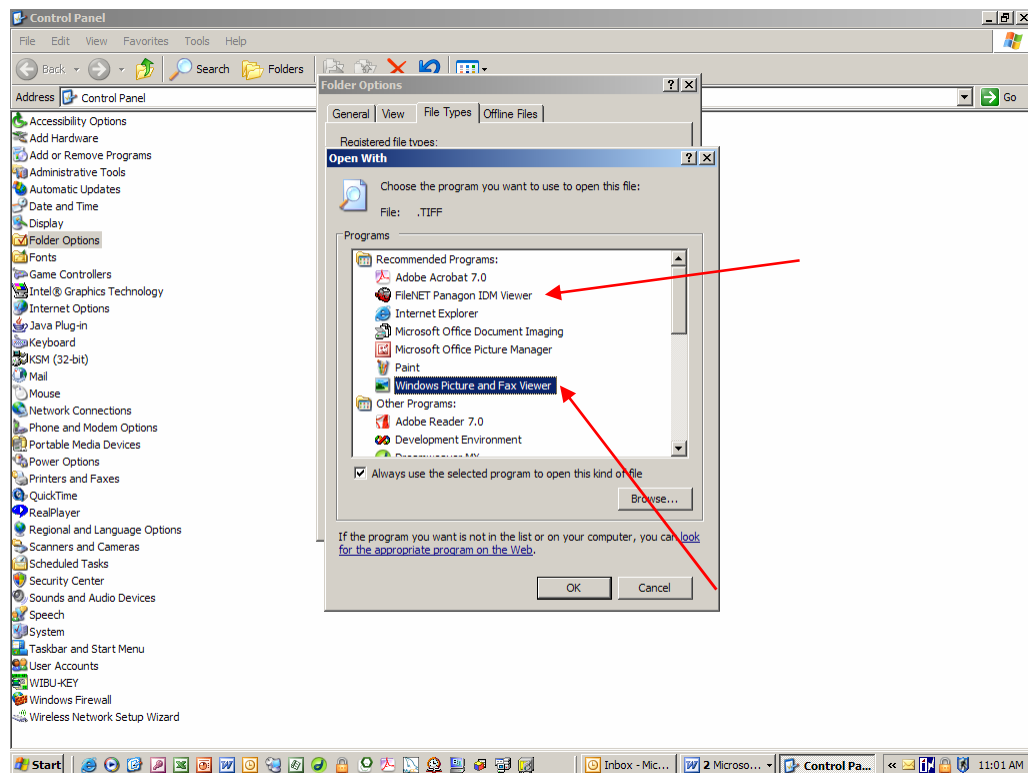 Control Panel
File Edit View Favorites Tools Help
Back Search Folders
Address Control Panel Go
Accessibility Options
Add Hardware
Add or Remove Programs
Administrative Tools
Automatic Updates
Date and Time
Display
Folder Options
Fonts
Game Controllers
Intel® Graphics Technology
Internet Options
Java Plug-in
Keyboard
KSM (32-bit)
Mail
Mouse
Network Connections
Phone and Modem Options
Portable Media Devices
Power Options
Printers and Faxes
QuickTime
RealPlayer
Regional and Language Options
Scanners and Cameras
Scheduled Tasks
Security Center
Sounds and Audio Devices
Speech
System
Taskbar and Start Menu
User Accounts
WIBU-KEY
Windows Firewall
Wireless Network Setup Wizard
Folder Options
General View File Types Offline Files
Registered file types:
Open With
Choose the program you want to use to open this file:
File: .TIFF
Programs
Recommended Programs:
Adobe Acrobat 7.0
FileNET Panagon IDM Viewer
Internet Explorer
Microsoft Office Document Imaging
Microsoft Office Picture Manager
Paint
Windows Picture and Fax Viewer
Other Programs:
Adobe Reader 7.0
Development Environment
Dreamweaver MX
Always use the selected program to open this kind of file
Browse...
If the program you want is not in the list or on your computer, you can look
for the appropriate program on the Web.
OK Cancel
Start Inbox - Mic... 2 Microso... Control Pa... « 11:01 AM